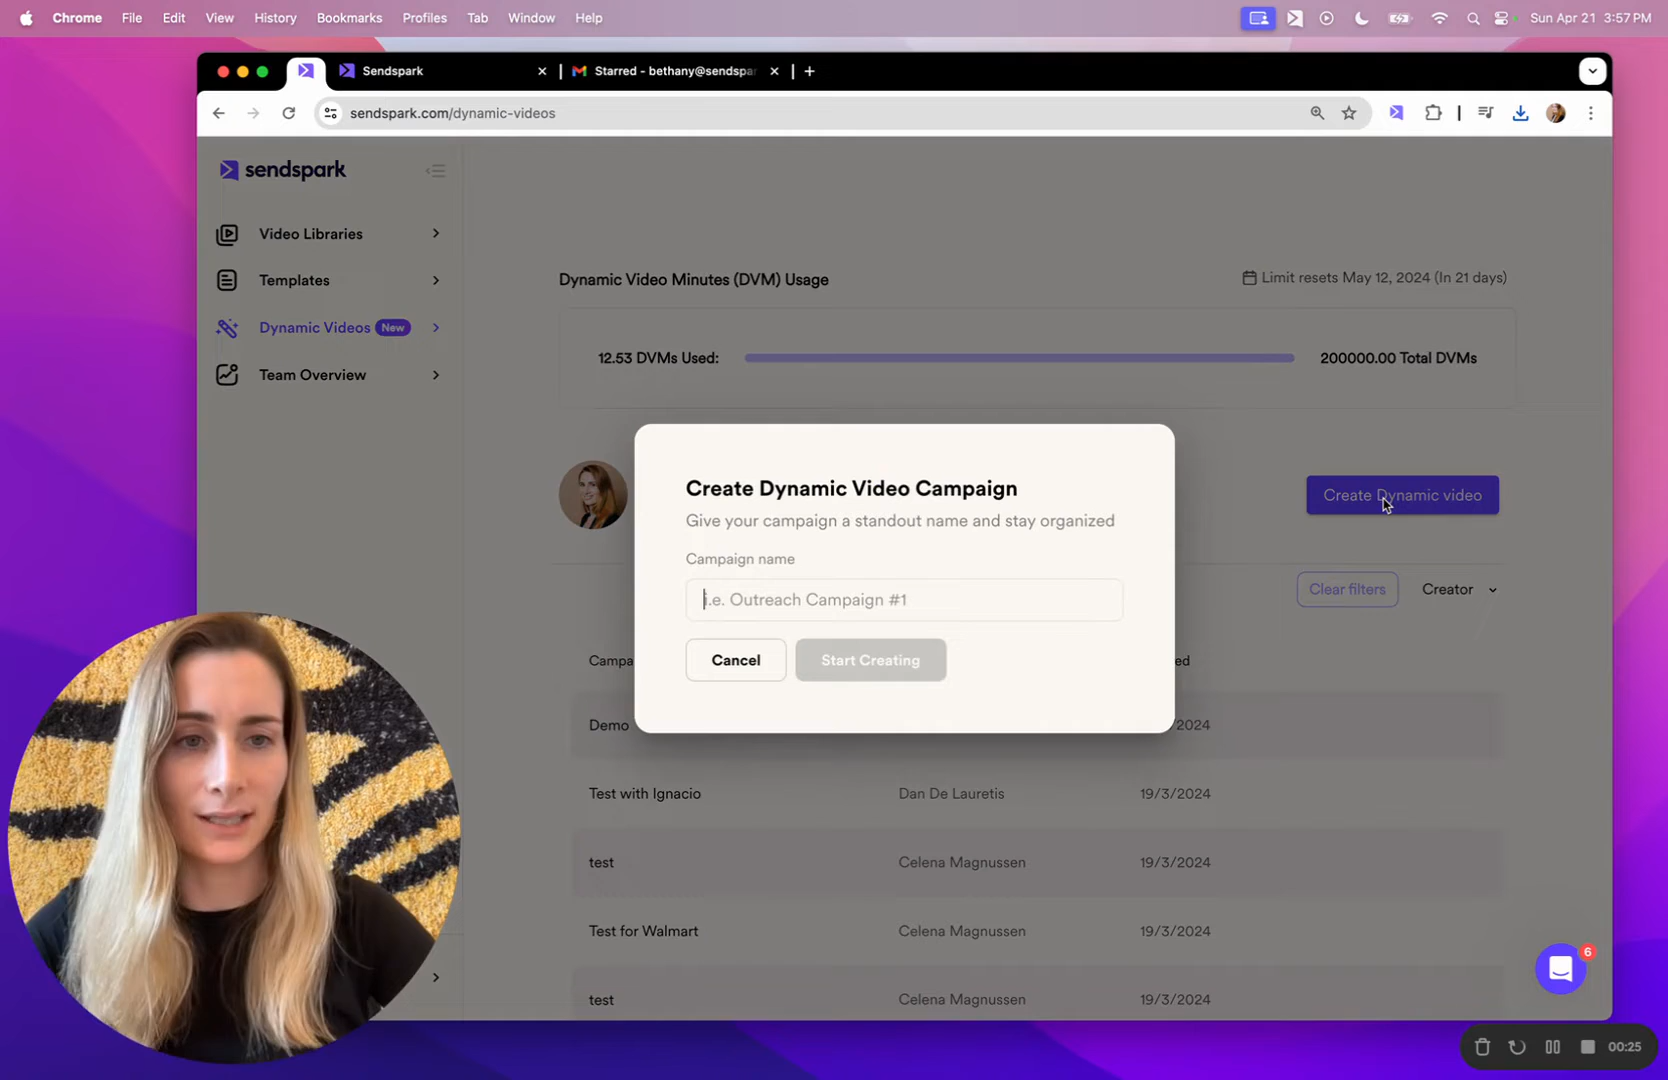 Chrome File Edit View History Bookmarks Profiles Tab Window Help Sun Apr 21 3:57 PM
Sendspark Starred - bethany@sendspa
sendspark.com/dynamic-videos
sendspark
Video Libraries
Templates
Dynamic Videos New
Team Overview
Dynamic Video Minutes (DVM) Usage Limit resets May 12, 2024 (In 21 days)
12.53 DVMs Used: 200000.00 Total DVMs
Create Dynamic video
Create Dynamic Video Campaign
Give your campaign a standout name and stay organized
Campaign name
i.e. Outreach Campaign #1
Cancel Start Creating
Clear filters Creator
Campa ed
Demo /2024
Test with Ignacio Dan De Lauretis 19/3/2024
test Celena Magnussen 19/3/2024
Test for Walmart Celena Magnussen 19/3/2024
test Celena Magnussen 19/3/2024
6
00:25